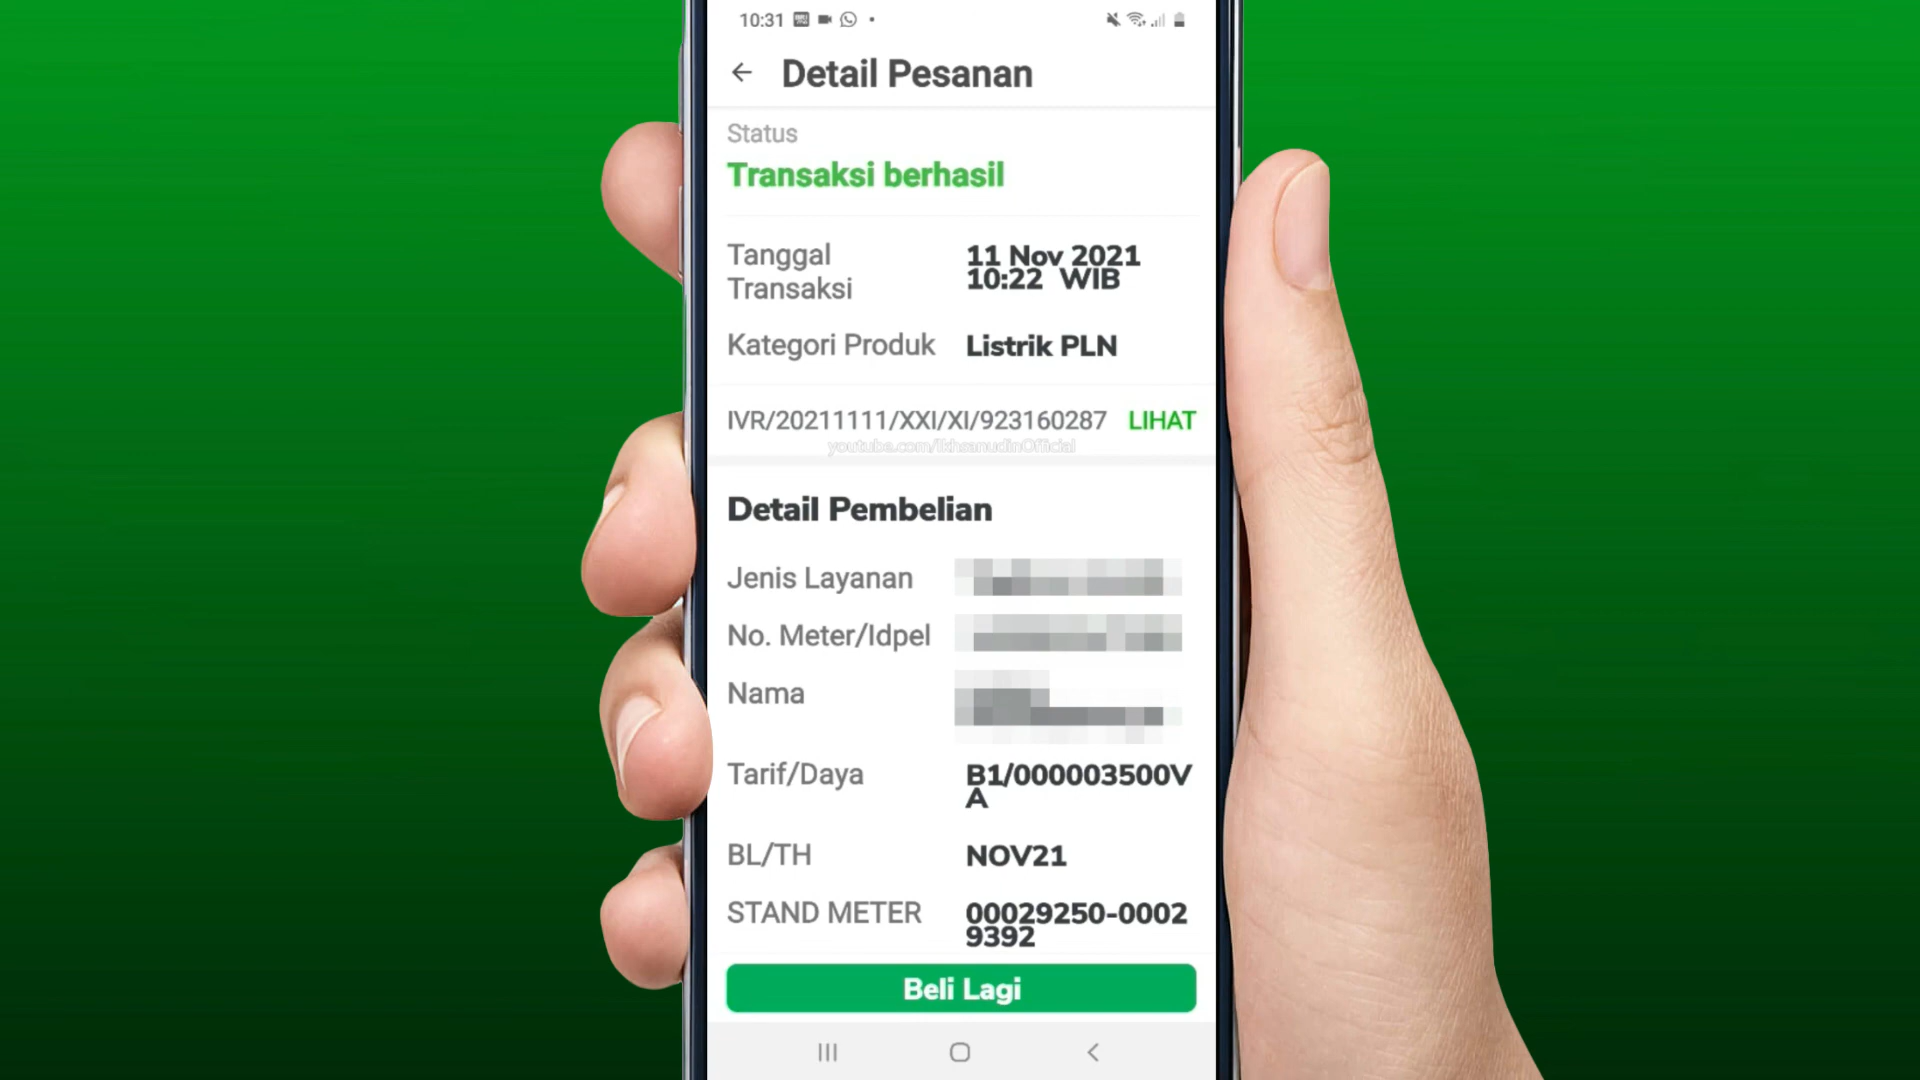 10:31
Detail Pesanan
Status
Transaksi berhasil
Tanggal
Transaksi
11 Nov 2021
10:22 WIB
Kategori Produk
Listrik PLN
IVR/20211111/XXI/XI/923160287
LIHAT
youtube.com/IkhsanudinOfficial
Detail Pembelian
Jenis Layanan
No. Meter/Idpel
Nama
Tarif/Daya
B1/000003500V
A
BL/TH
NOV21
STAND METER
00029250-0002
9392
Beli Lagi